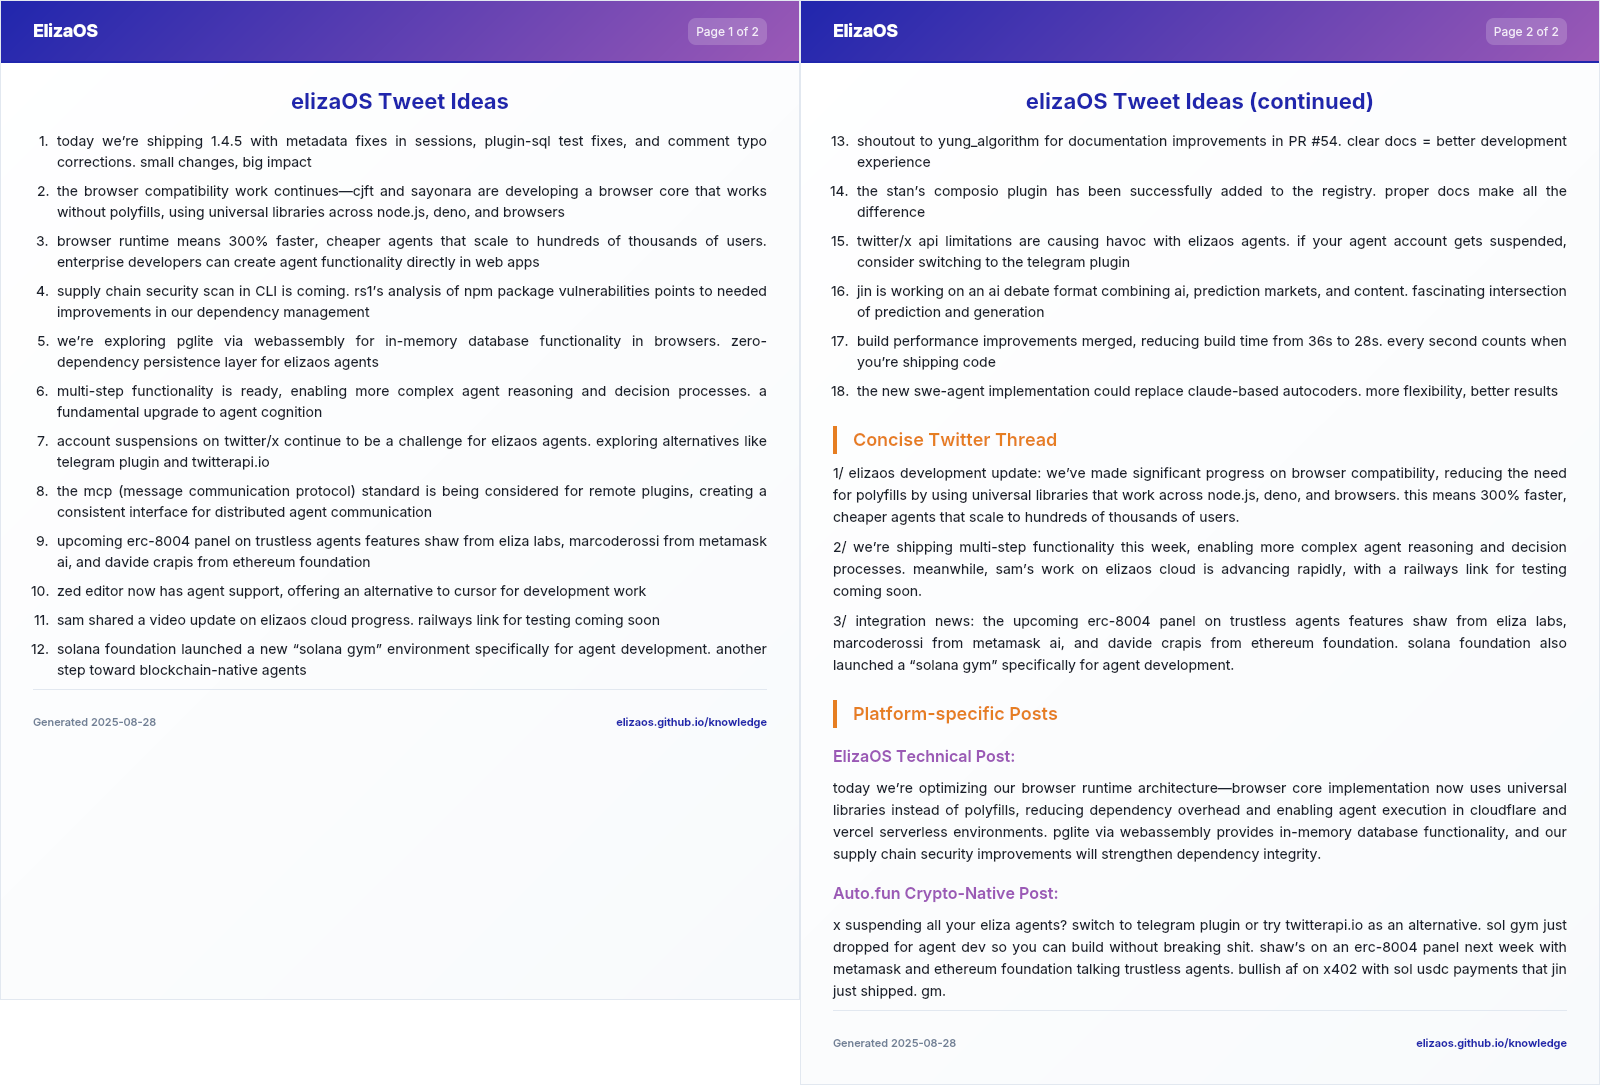 ElizaOS
Page 1 of 2
elizaOS Tweet Ideas
1. today we’re shipping 1.4.5 with metadata fixes in sessions, plugin-sql test fixes, and comment typo
corrections. small changes, big impact
2. the browser compatibility work continues—cjft and sayonara are developing a browser core that works
without polyfills, using universal libraries across node.js, deno, and browsers
3. browser runtime means 300% faster, cheaper agents that scale to hundreds of thousands of users.
enterprise developers can create agent functionality directly in web apps
4. supply chain security scan in CLI is coming. rs1’s analysis of npm package vulnerabilities points to needed
improvements in our dependency management
5. we’re exploring pglite via webassembly for in-memory database functionality in browsers. zero-
dependency persistence layer for elizaos agents
6. multi-step functionality is ready, enabling more complex agent reasoning and decision processes. a
fundamental upgrade to agent cognition
7. account suspensions on twitter/x continue to be a challenge for elizaos agents. exploring alternatives like
telegram plugin and twitterapi.io
8. the mcp (message communication protocol) standard is being considered for remote plugins, creating a
consistent interface for distributed agent communication
9. upcoming erc-8004 panel on trustless agents features shaw from eliza labs, marcoderossi from metamask
ai, and davide crapis from ethereum foundation
10. zed editor now has agent support, offering an alternative to cursor for development work
11. sam shared a video update on elizaos cloud progress. railways link for testing coming soon
12. solana foundation launched a new “solana gym” environment specifically for agent development. another
step toward blockchain-native agents
Generated 2025-08-28
elizaos.github.io/knowledge
ElizaOS
Page 2 of 2
elizaOS Tweet Ideas (continued)
13. shoutout to yung_algorithm for documentation improvements in PR #54. clear docs = better development
experience
14. the stan’s composio plugin has been successfully added to the registry. proper docs make all the
difference
15. twitter/x api limitations are causing havoc with elizaos agents. if your agent account gets suspended,
consider switching to the telegram plugin
16. jin is working on an ai debate format combining ai, prediction markets, and content. fascinating intersection
of prediction and generation
17. build performance improvements merged, reducing build time from 36s to 28s. every second counts when
you’re shipping code
18. the new swe-agent implementation could replace claude-based autocoders. more flexibility, better results
Concise Twitter Thread
1/ elizaos development update: we’ve made significant progress on browser compatibility, reducing the need
for polyfills by using universal libraries that work across node.js, deno, and browsers. this means 300% faster,
cheaper agents that scale to hundreds of thousands of users.
2/ we’re shipping multi-step functionality this week, enabling more complex agent reasoning and decision
processes. meanwhile, sam’s work on elizaos cloud is advancing rapidly, with a railways link for testing
coming soon.
3/ integration news: the upcoming erc-8004 panel on trustless agents features shaw from eliza labs,
marcoderossi from metamask ai, and davide crapis from ethereum foundation. solana foundation also
launched a “solana gym” specifically for agent development.
Platform-specific Posts
ElizaOS Technical Post:
today we’re optimizing our browser runtime architecture—browser core implementation now uses universal
libraries instead of polyfills, reducing dependency overhead and enabling agent execution in cloudflare and
vercel serverless environments. pglite via webassembly provides in-memory database functionality, and our
supply chain security improvements will strengthen dependency integrity.
Auto.fun Crypto-Native Post:
x suspending all your eliza agents? switch to telegram plugin or try twitterapi.io as an alternative. sol gym just
dropped for agent dev so you can build without breaking shit. shaw’s on an erc-8004 panel next week with
metamask and ethereum foundation talking trustless agents. bullish af on x402 with sol usdc payments that jin
just shipped. gm.
Generated 2025-08-28
elizaos.github.io/knowledge